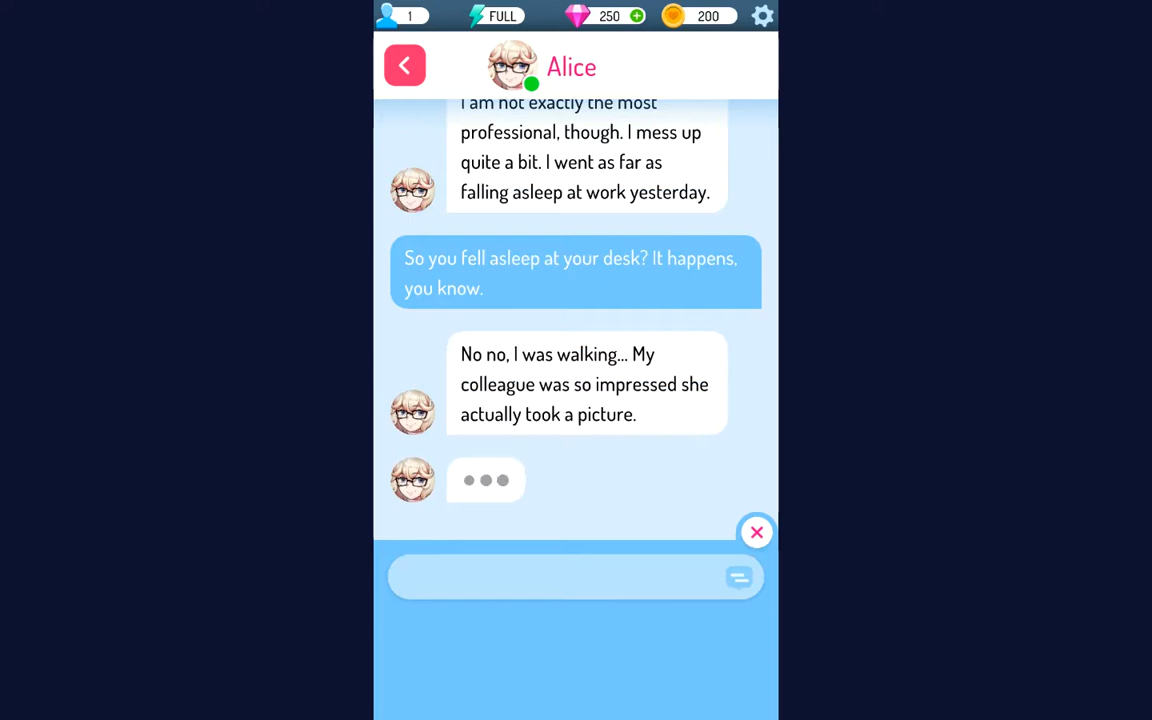 1
FULL
250
200
Alice
I am not exactly the most
professional, though. I mess up
quite a bit. I went as far as
falling asleep at work yesterday.
So you fell asleep at your desk? It happens,
you know.
No no, I was walking... My
colleague was so impressed she
actually took a picture.